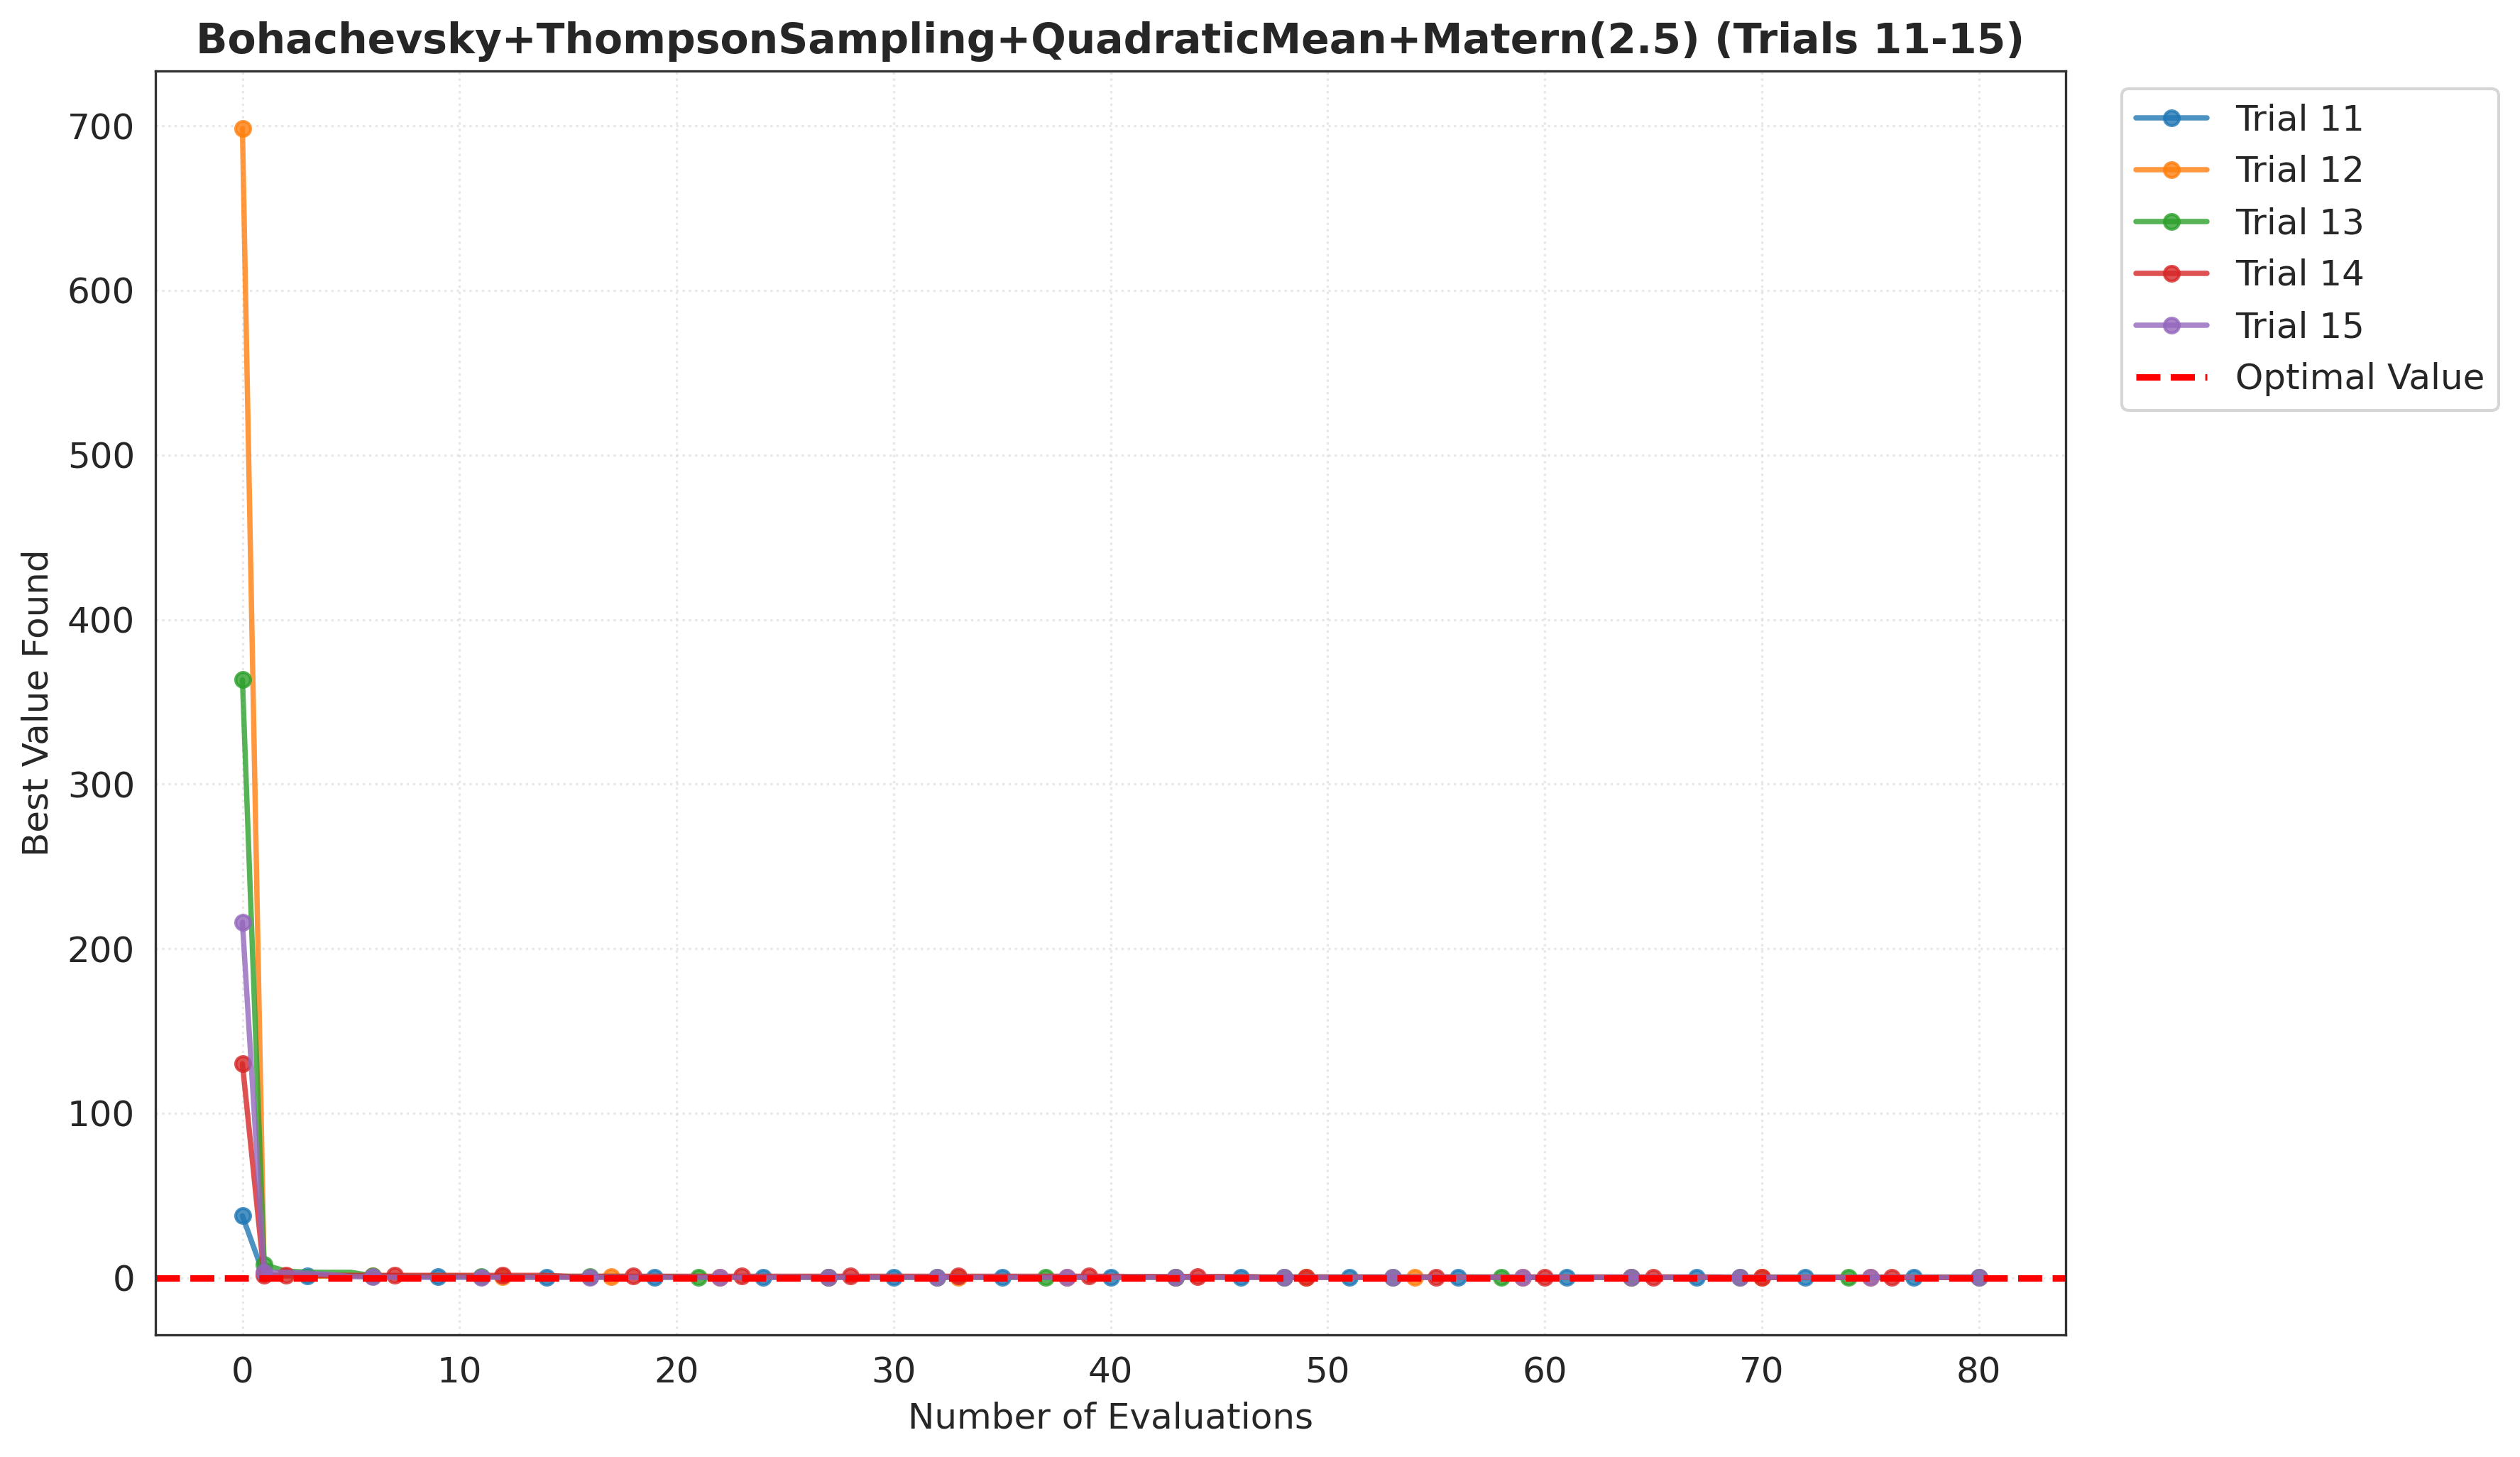 Bohachevsky+ThompsonSampling+QuadraticMean+Matern(2.5) (Trials 11-15)
Best Value Found
700
600
500
400
300
200
100
0
0 10 20 30 40 50 60 70 80
Number of Evaluations
Trial 11
Trial 12
Trial 13
Trial 14
Trial 15
Optimal Value